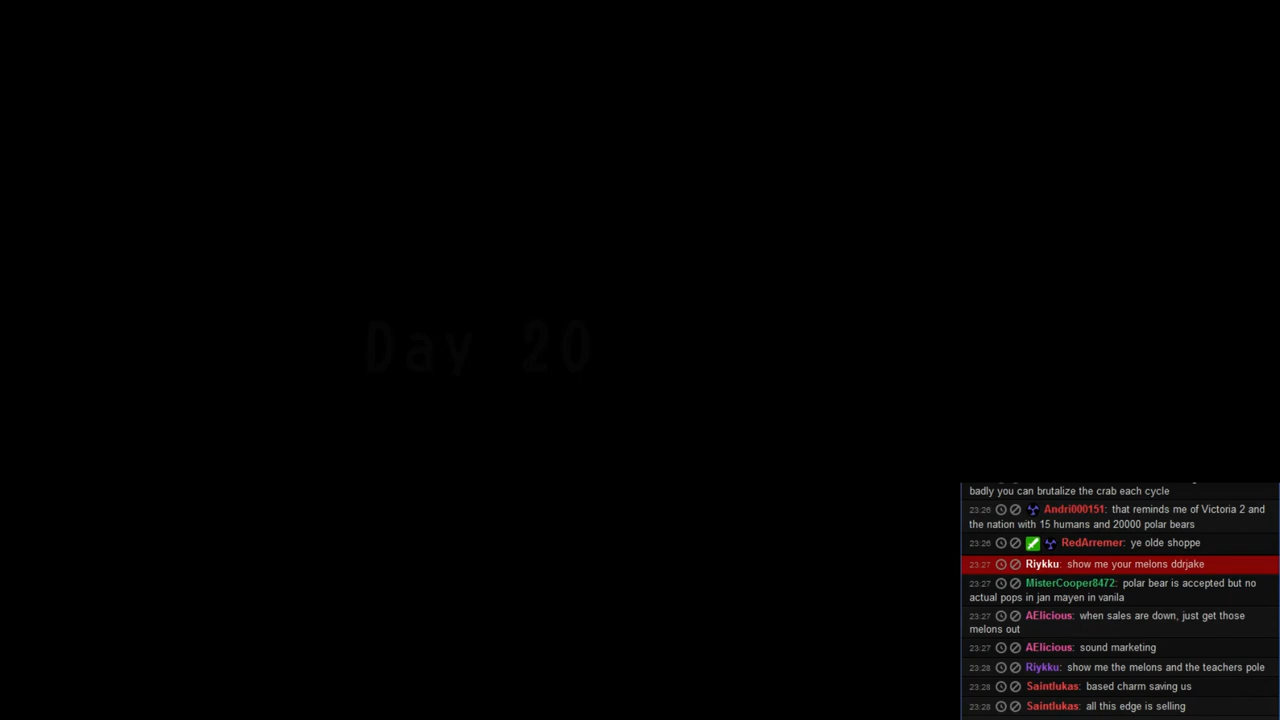 Day 20
badly you can brutalize the crab each cycle
23:26 Andri000151: that reminds me of Victoria 2 and
the nation with 15 humans and 20000 polar bears
23:26 RedArremer: ye olde shoppe
23:27 Riykku: show me your melons ddrjake
23:27 MisterCooper8472: polar bear is accepted but no
actual pops in jan mayen in vanila
23:27 AElicious: when sales are down, just get those
melons out
23:27 AElicious: sound marketing
23:28 Riykku: show me the melons and the teachers pole
23:28 Saintlukas: based charm saving us
23:28 Saintlukas: all this edge is selling